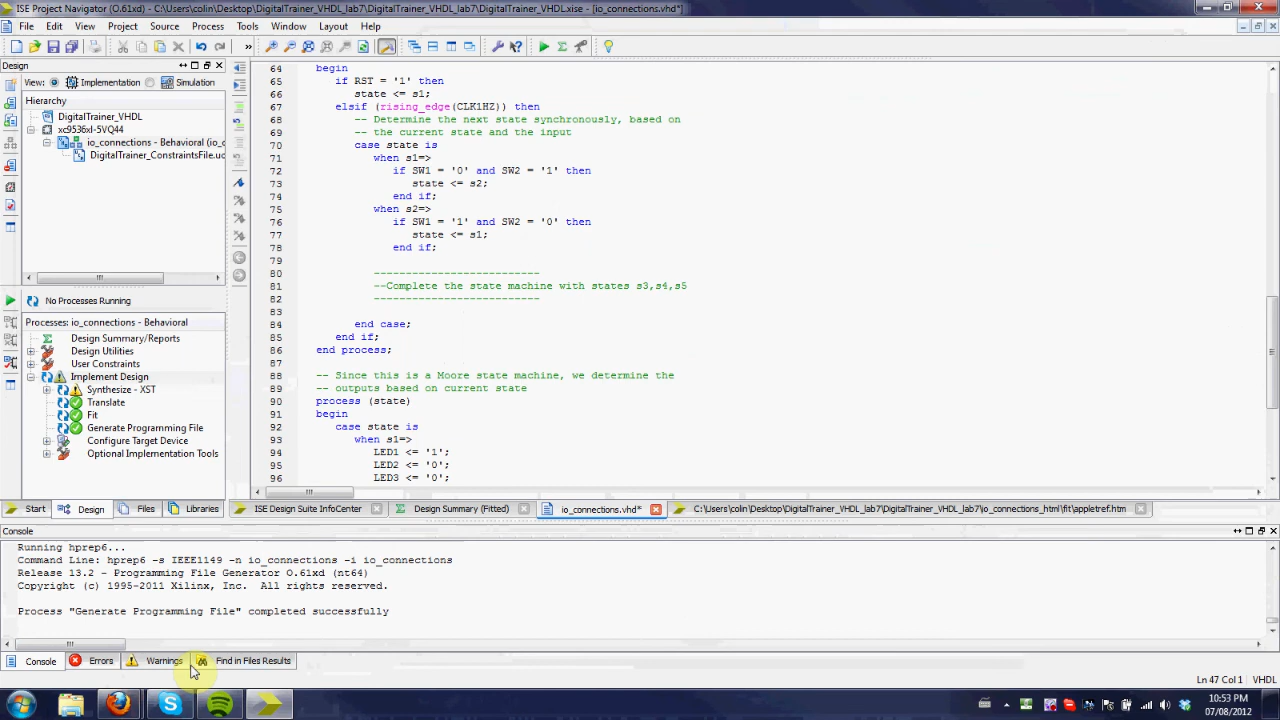 ISE Project Navigator (O.61xd) - C:\Users\colin\Desktop\DigitalTrainer_VHDL_lab7\DigitalTrainer_VHDL_lab7\DigitalTrainer_VHDL.xise - [io_connections.vhd*]
File Edit View Project Source Process Tools Window Layout Help
Design
View: Implementation Simulation
Hierarchy
DigitalTrainer_VHDL
xc9536xl-5VQ44
io_connections - Behavioral (io_c
DigitalTrainer_ConstraintsFile.uc
No Processes Running
Processes: io_connections - Behavioral
Design Summary/Reports
Design Utilities
User Constraints
Implement Design
Synthesize - XST
Translate
Fit
Generate Programming File
Configure Target Device
Optional Implementation Tools
Start Design Files Libraries
64 begin
65 if RST = '1' then
66 state <= s1;
67 elsif (rising_edge(CLK1HZ)) then
68 -- Determine the next state synchronously, based on
69 -- the current state and the input
70 case state is
71 when s1=>
72 if SW1 = '0' and SW2 = '1' then
73 state <= s2;
74 end if;
75 when s2=>
76 if SW1 = '1' and SW2 = '0' then
77 state <= s1;
78 end if;
79
80 --------------------------
81 --Complete the state machine with states s3,s4,s5
82 --------------------------
83
84 end case;
85 end if;
86 end process;
87
88 -- Since this is a Moore state machine, we determine the
89 -- outputs based on current state
90 process (state)
91 begin
92 case state is
93 when s1=>
94 LED1 <= '1';
95 LED2 <= '0';
96 LED3 <= '0';
ISE Design Suite InfoCenter Design Summary (Fitted) io_connections.vhd* C:\Users\colin\Desktop\DigitalTrainer_VHDL_lab7\DigitalTrainer_VHDL_lab7\io_connections_html\fit\appletref.htm
Console
Running hprep6...
Command Line: hprep6 -s IEEE1149 -n io_connections -i io_connections
Release 13.2 - Programming File Generator O.61xd (nt64)
Copyright (c) 1995-2011 Xilinx, Inc. All rights reserved.
Process "Generate Programming File" completed successfully
Console Errors Warnings Find in Files Results
Ln 47 Col 1 VHDL
10:53 PM
07/08/2012